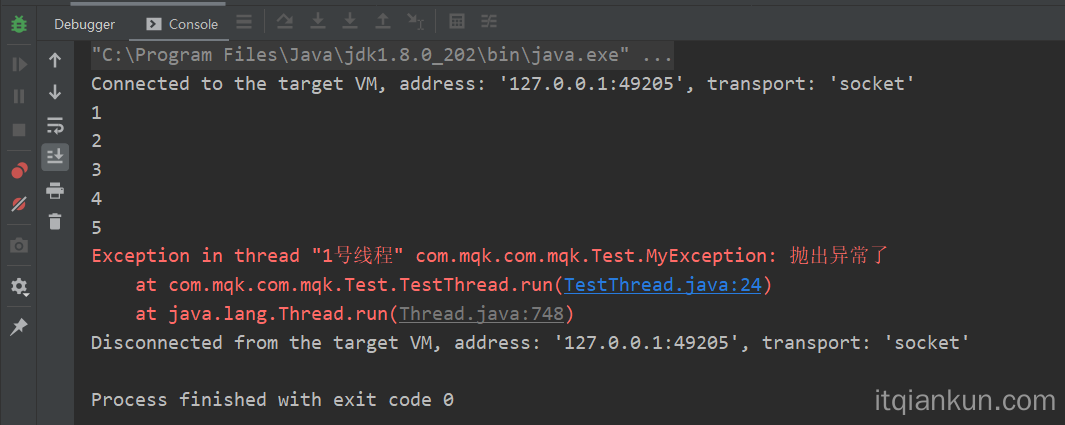 Debugger Console
"C:\Program Files\Java\jdk1.8.0_202\bin\java.exe" ...
Connected to the target VM, address: '127.0.0.1:49205', transport: 'socket'
1
2
3
4
5
Exception in thread "1号线程" com.mqk.com.mqk.Test.MyException: 抛出异常了
    at com.mqk.com.mqk.Test.TestThread.run(TestThread.java:24)
    at java.lang.Thread.run(Thread.java:748)
Disconnected from the target VM, address: '127.0.0.1:49205', transport: 'socket'
Process finished with exit code 0
itqiankun.com